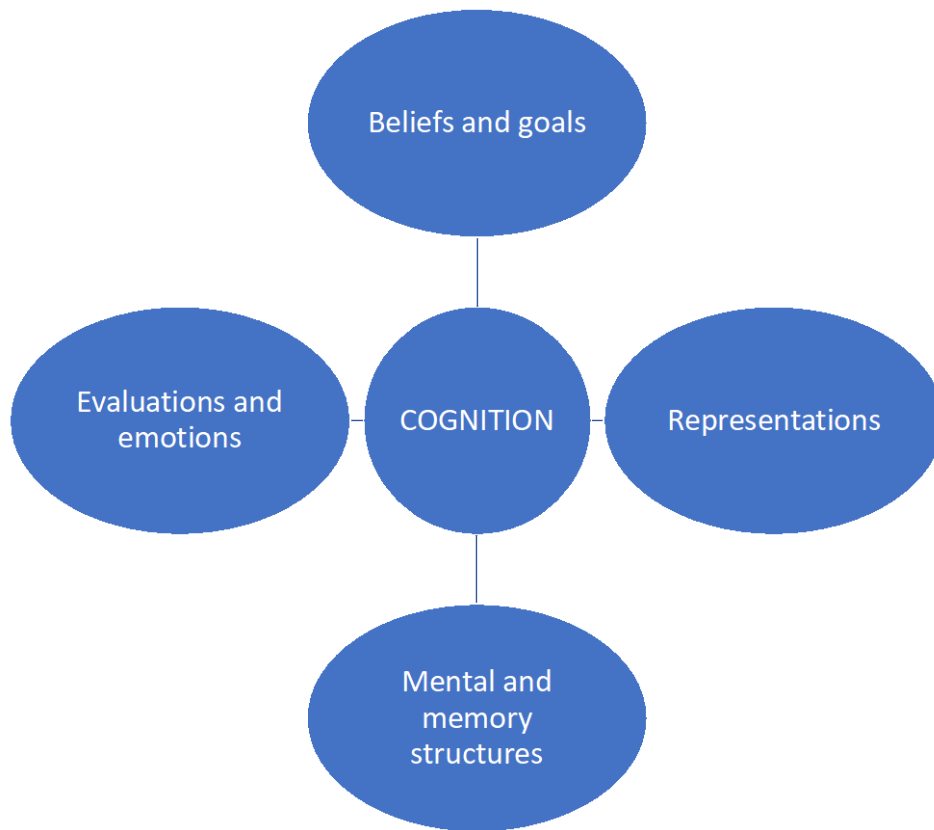 Beliefs and goals
Evaluations and
emotions
COGNITION
Representations
Mental and
memory
structures